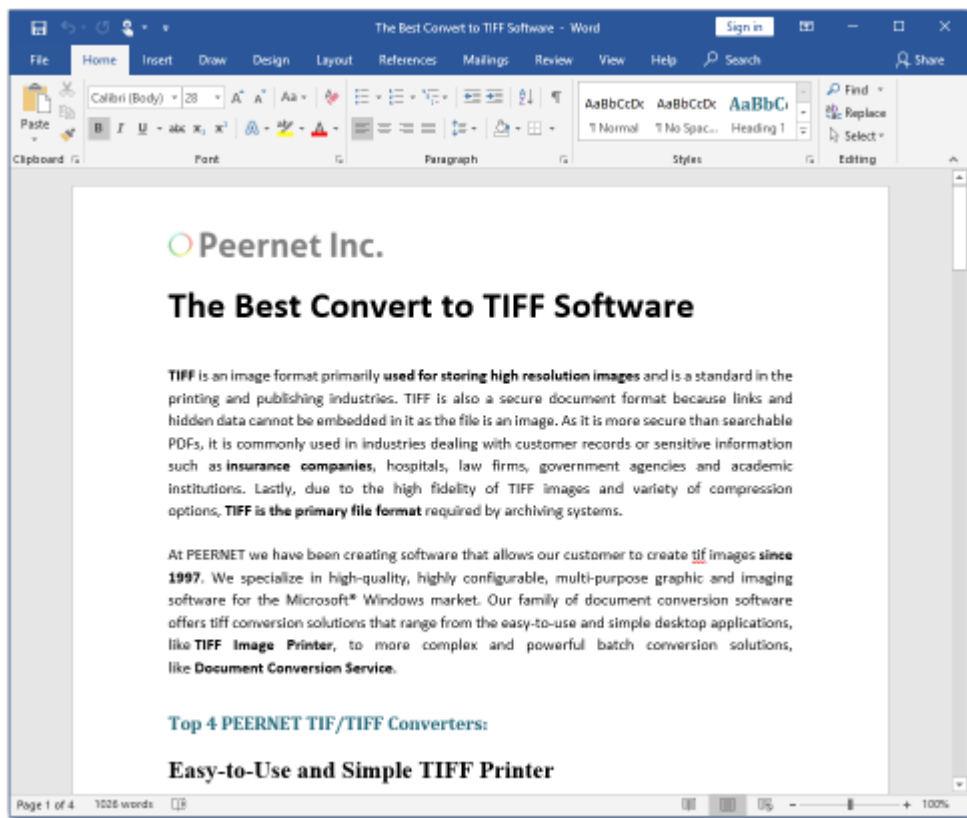 The Best Convert to TIFF Software - Word
Sign in
File Home Insert Draw Design Layout References Mailings Review View Help Search Share
Paste
Calibri (Body) 28 Aa
B I U abc x₂ x² A A
AaBbCcDc AaBbCcDc AaBbC
¶ Normal ¶ No Spac... Heading 1
Find
Replace
Select
Clipboard Font Paragraph Styles Editing
Peernet Inc.
The Best Convert to TIFF Software
TIFF is an image format primarily used for storing high resolution images and is a standard in the
printing and publishing industries. TIFF is also a secure document format because links and
hidden data cannot be embedded in it as the file is an image. As it is more secure than searchable
PDFs, it is commonly used in industries dealing with customer records or sensitive information
such as insurance companies, hospitals, law firms, government agencies and academic
institutions. Lastly, due to the high fidelity of TIFF images and variety of compression
options, TIFF is the primary file format required by archiving systems.
At PEERNET we have been creating software that allows our customer to create tif images since
1997. We specialize in high-quality, highly configurable, multi-purpose graphic and imaging
software for the Microsoft® Windows market. Our family of document conversion software
offers tiff conversion solutions that range from the easy-to-use and simple desktop applications,
like TIFF Image Printer, to more complex and powerful batch conversion solutions,
like Document Conversion Service.
Top 4 PEERNET TIF/TIFF Converters:
Easy-to-Use and Simple TIFF Printer
Page 1 of 4 1026 words 100%